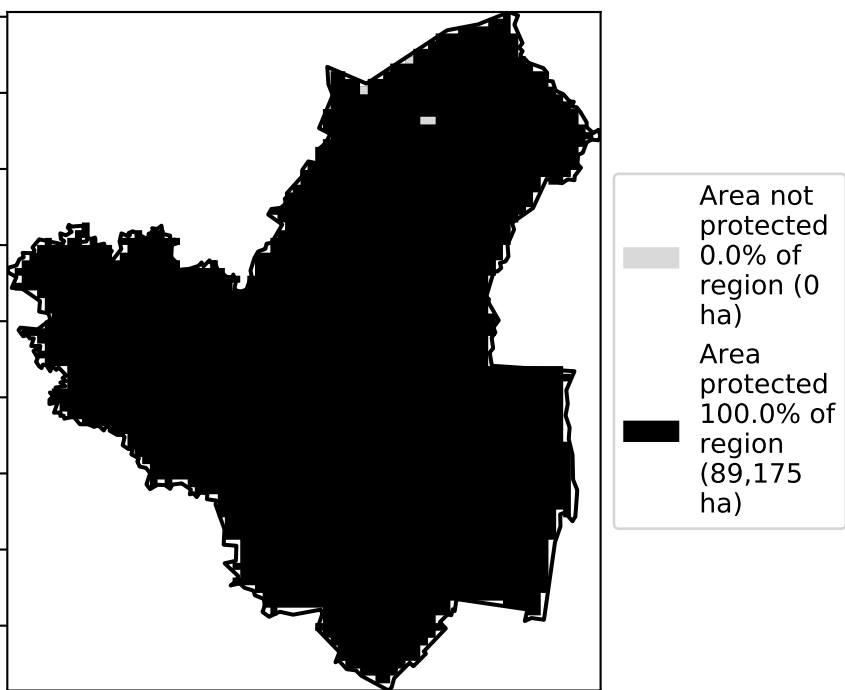 Area not
protected
0.0% of
region (0
ha)
Area
protected
100.0% of
region
(89,175
ha)